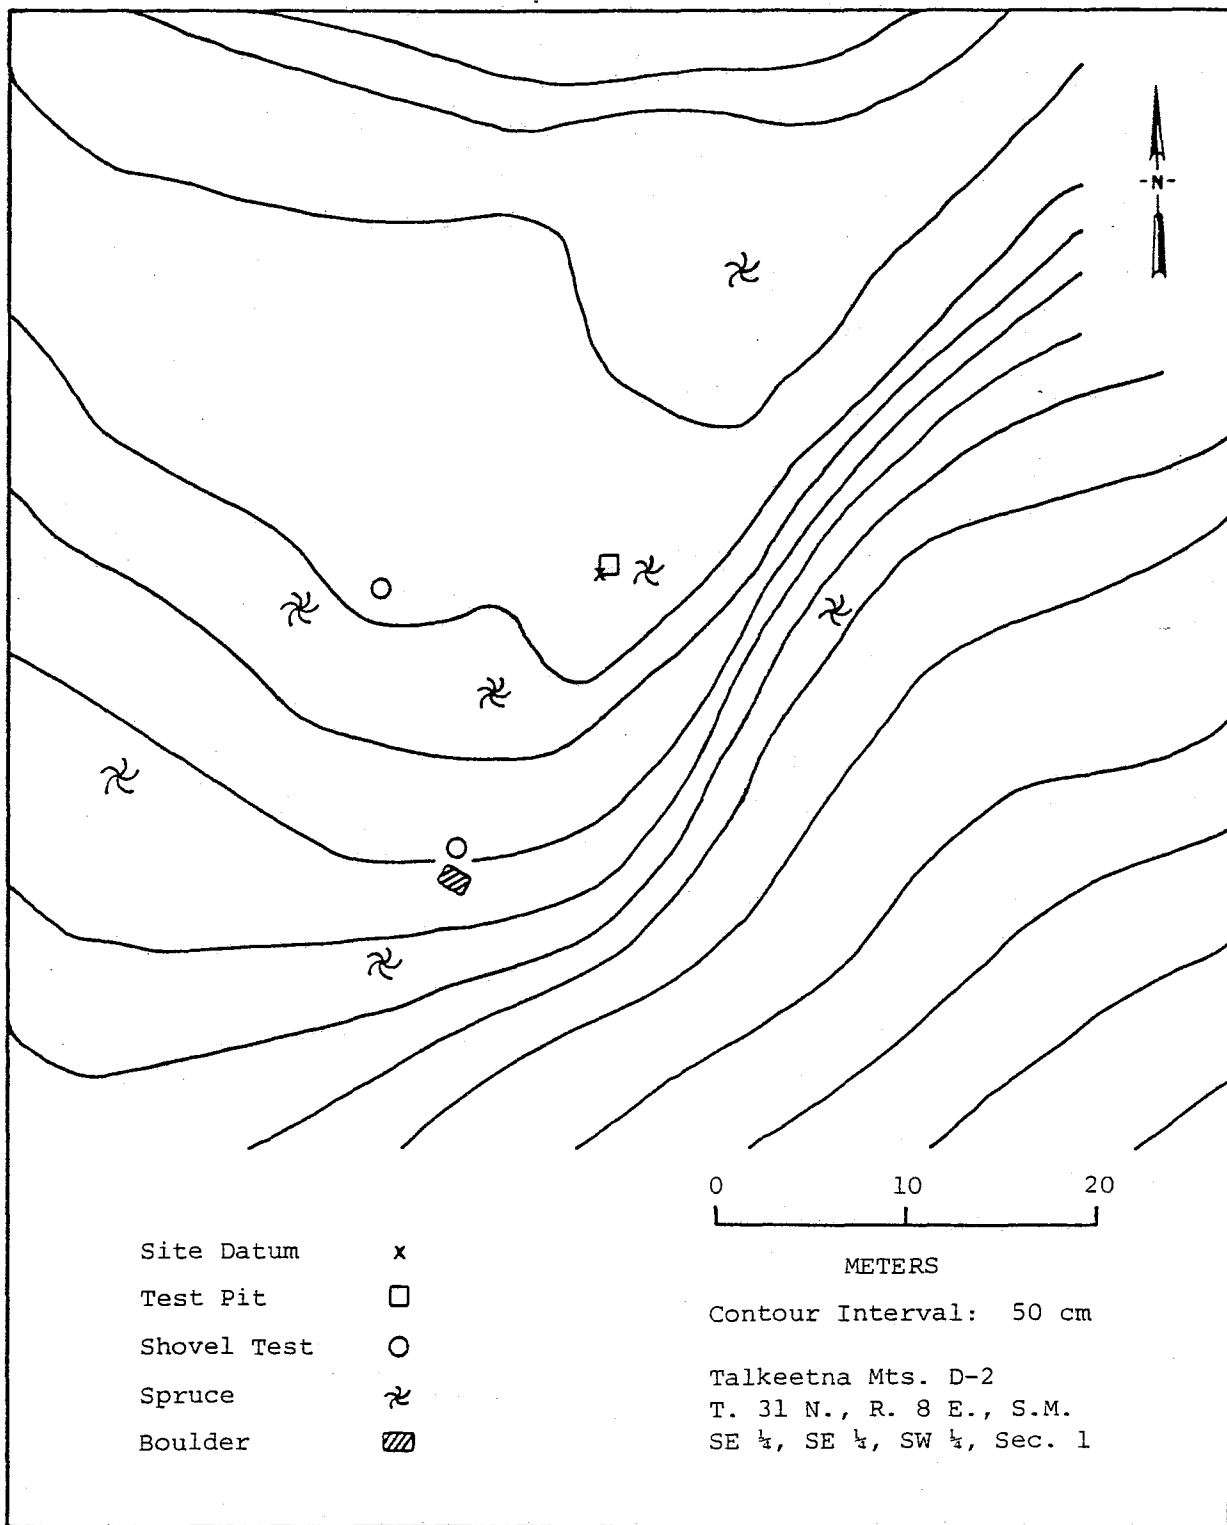 -N-
0 10 20
METERS
Site Datum x
Test Pit
Shovel Test
Spruce
Boulder
Contour Interval: 50 cm
Talkeetna Mts. D-2
T. 31 N., R. 8 E., S.M.
SE ¼, SE ¼, SW ¼, Sec. 1